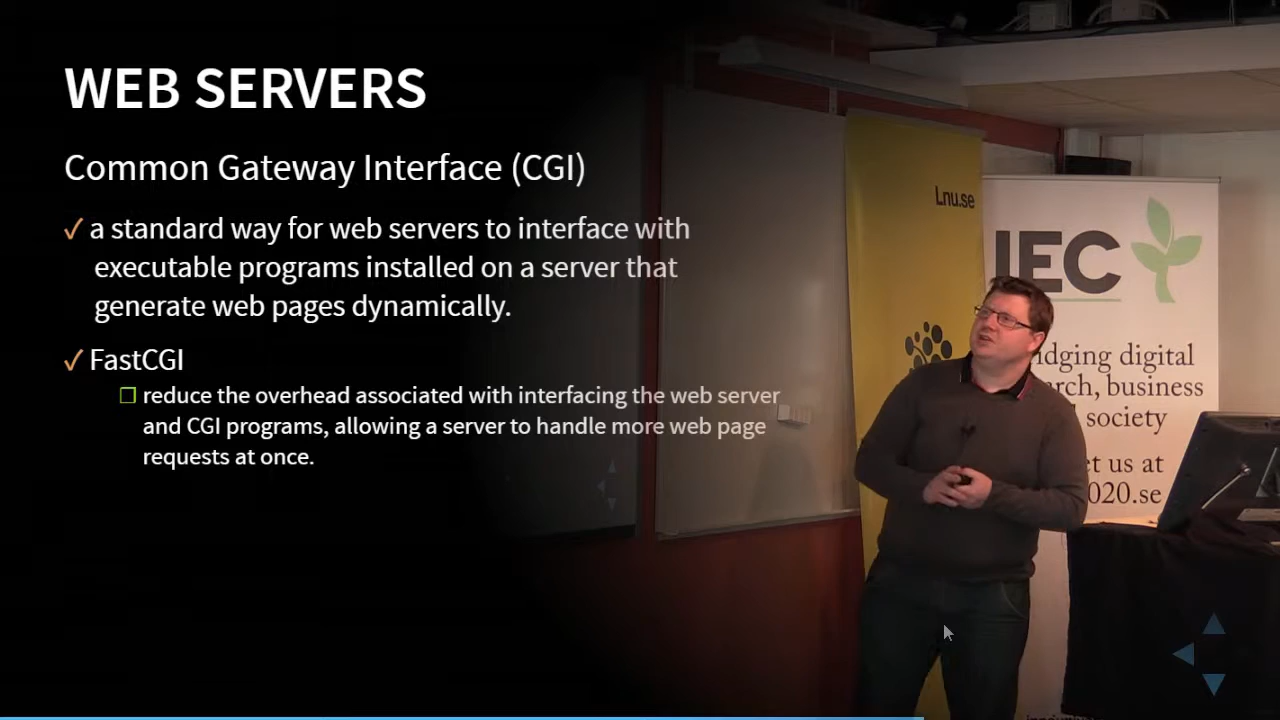 WEB SERVERS
Common Gateway Interface (CGI)
✓ a standard way for web servers to interface with
executable programs installed on a server that
generate web pages dynamically.
✓ FastCGI
❒ reduce the overhead associated with interfacing the web server
and CGI programs, allowing a server to handle more web page
requests at once.
Lnu.se
IEC
idging digital
arch, business
society
et us at
020.se